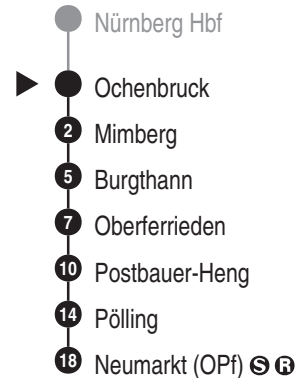 Nürnberg Hbf
Ochenbruck
2 Mimberg
5 Burgthann
7 Oberferrieden
10 Postbauer-Heng
14 Pölling
18 Neumarkt (OPf) S R